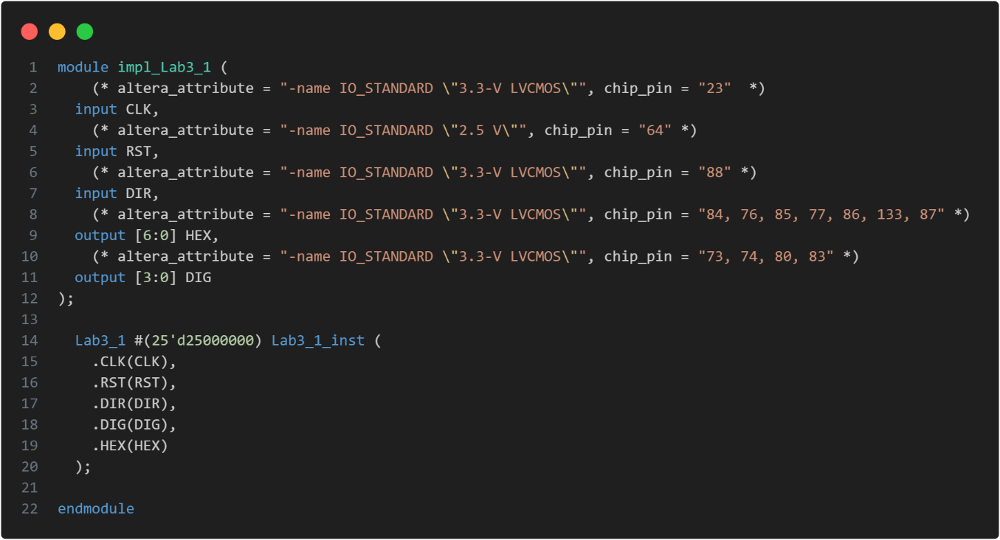 1 module impl_Lab3_1 (
2 (* altera_attribute = "-name IO_STANDARD \"3.3-V LVCMOS\"", chip_pin = "23"  *)
3 input CLK,
4 (* altera_attribute = "-name IO_STANDARD \"2.5 V\"", chip_pin = "64" *)
5 input RST,
6 (* altera_attribute = "-name IO_STANDARD \"3.3-V LVCMOS\"", chip_pin = "88" *)
7 input DIR,
8 (* altera_attribute = "-name IO_STANDARD \"3.3-V LVCMOS\"", chip_pin = "84, 76, 85, 77, 86, 133, 87" *)
9 output [6:0] HEX,
10 (* altera_attribute = "-name IO_STANDARD \"3.3-V LVCMOS\"", chip_pin = "73, 74, 80, 83" *)
11 output [3:0] DIG
12 );
13
14 Lab3_1 #(25'd25000000) Lab3_1_inst (
15 .CLK(CLK),
16 .RST(RST),
17 .DIR(DIR),
18 .DIG(DIG),
19 .HEX(HEX)
20 );
21
22 endmodule